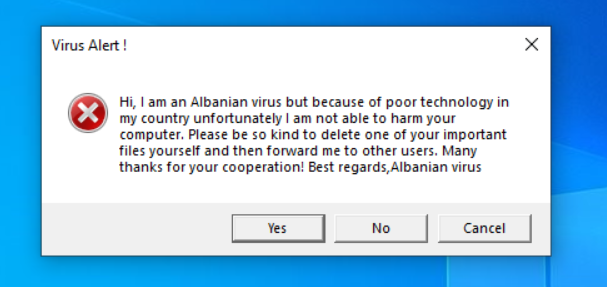 Virus Alert !
Hi, I am an Albanian virus but because of poor technology in
my country unfortunately I am not able to harm your
computer. Please be so kind to delete one of your important
files yourself and then forward me to other users. Many
thanks for your cooperation! Best regards,Albanian virus
Yes No Cancel